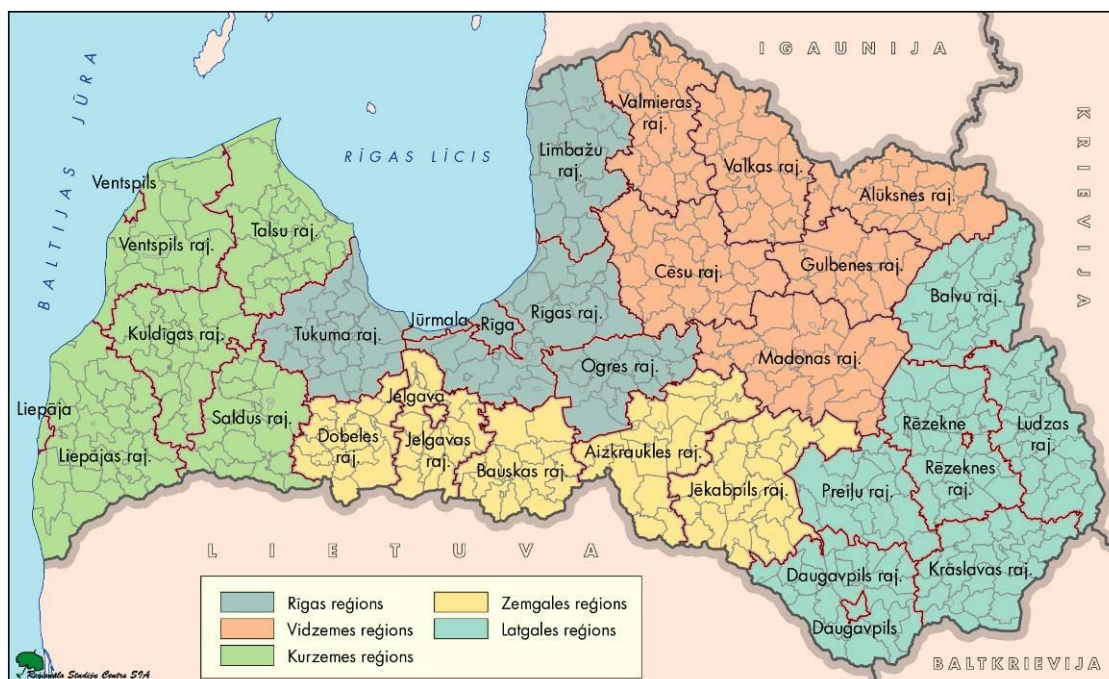 IGAUNIJA
KRIEVIJA
BALTIJAS JŪRA
RĪGAS LĪCIS
Valmieras
raj.
Limbažu
raj.
Valkas raj.
Alūksnes raj.
Ventspils
Ventspils raj.
Talsu raj.
Cēsu raj.
Gulbenes raj.
Balvu raj.
Kuldīgas raj.
Tukuma raj.
Jūrmala
Rīga
Rīgas raj.
Ogres raj.
Madonas raj.
Liepāja
Liepājas raj.
Saldus raj.
Jelgava
Dobeles
raj.
Jelgavas
raj.
Bauskas raj.
Aizkraukles raj.
Jēkabpils raj.
Rēzekne
Rēzeknes
raj.
Ludzas
raj.
Preiļu raj.
Daugavpils raj.
Daugavpils
Krāslavas raj.
LIETUVA
BALTKRIEVIJA
Rīgas reģions
Vidzemes reģions
Kurzemes reģions
Zemgales reģions
Latgales reģions
Reģionālo Studiju Centrs SIA